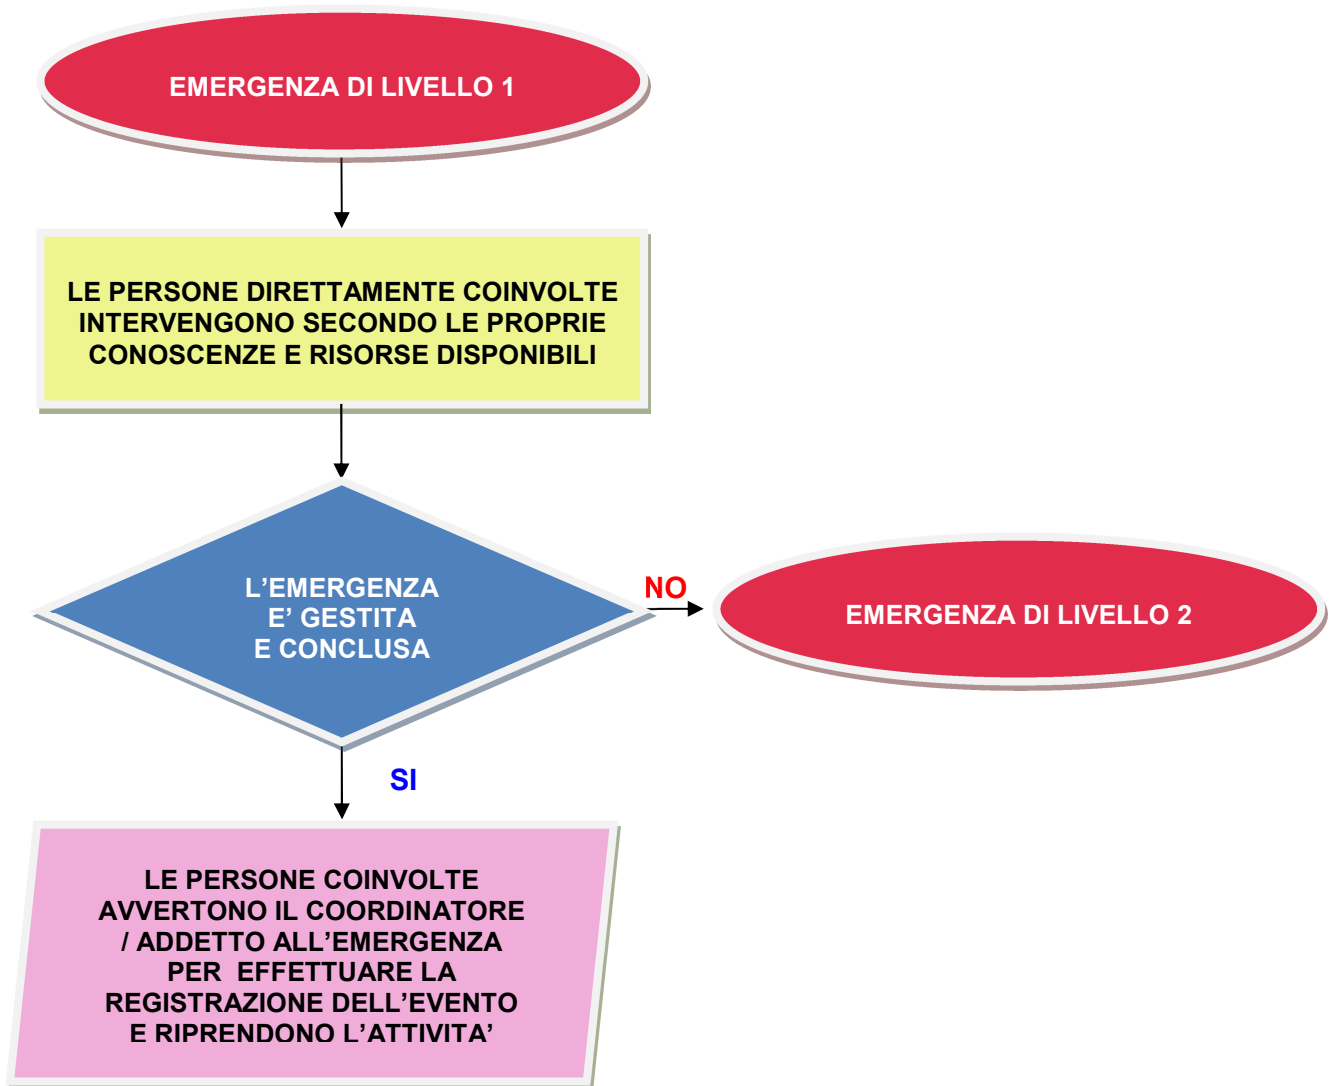 EMERGENZA DI LIVELLO 1
LE PERSONE DIRETTAMENTE COINVOLTE
INTERVENGONO SECONDO LE PROPRIE
CONOSCENZE E RISORSE DISPONIBILI
L’EMERGENZA
E’ GESTITA
E CONCLUSA
NO
EMERGENZA DI LIVELLO 2
SI
LE PERSONE COINVOLTE
AVVERTONO IL COORDINATORE
/ ADDETTO ALL’EMERGENZA
PER EFFETTUARE LA
REGISTRAZIONE DELL’EVENTO
E RIPRENDONO L’ATTIVITA’